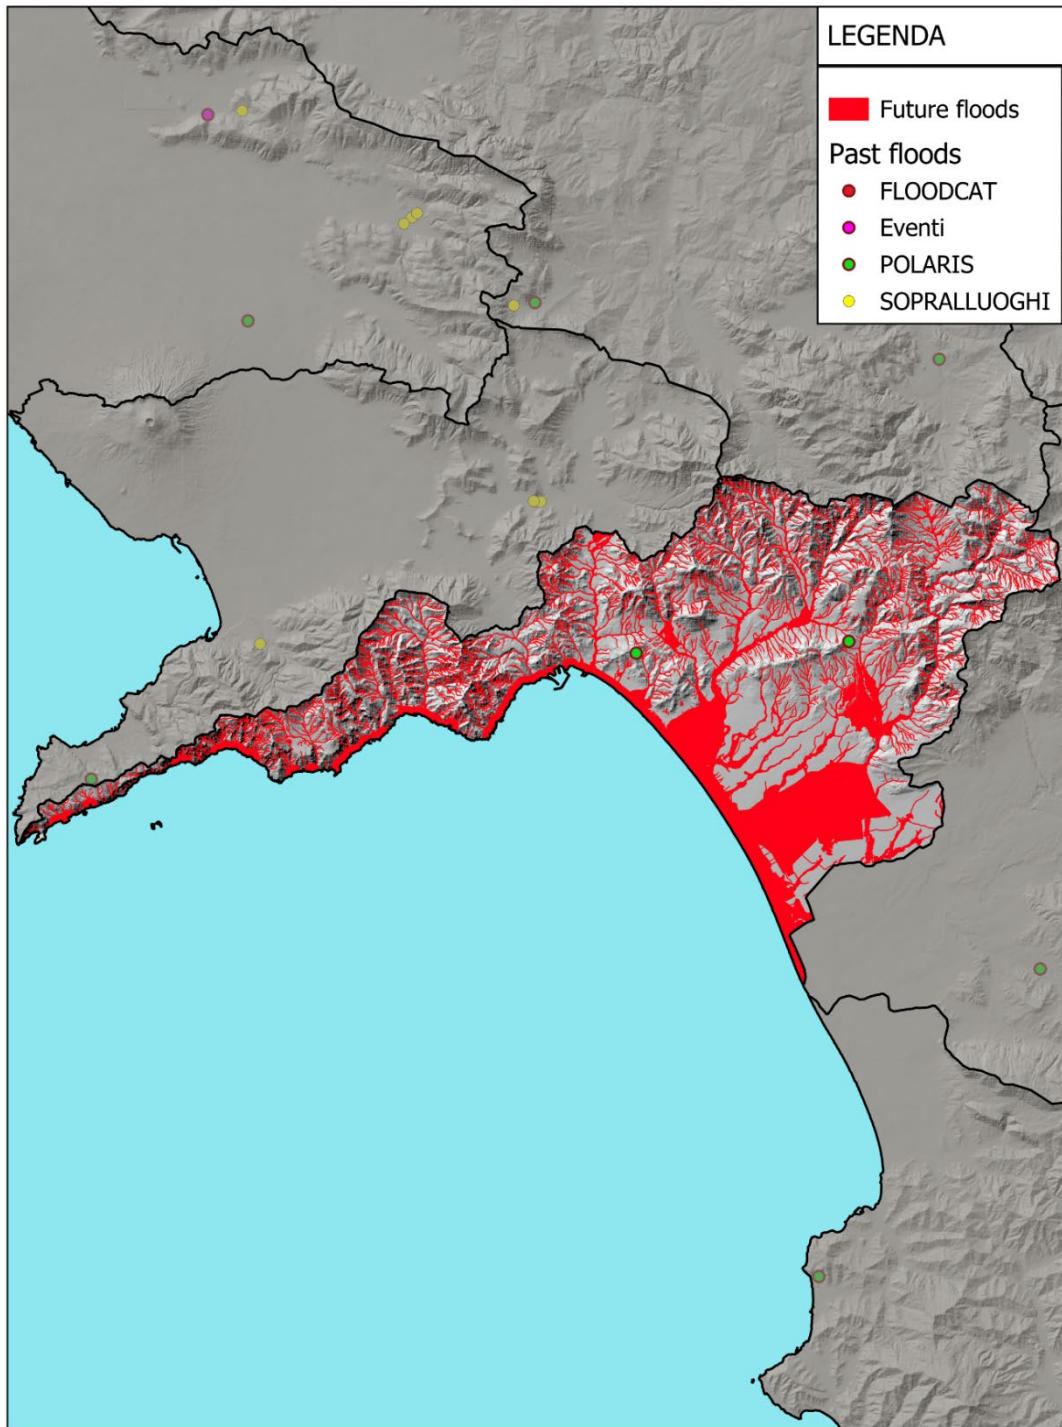 LEGENDA
Future floods
Past floods
FLOODCAT
Eventi
POLARIS
SOPRALLUOGHI